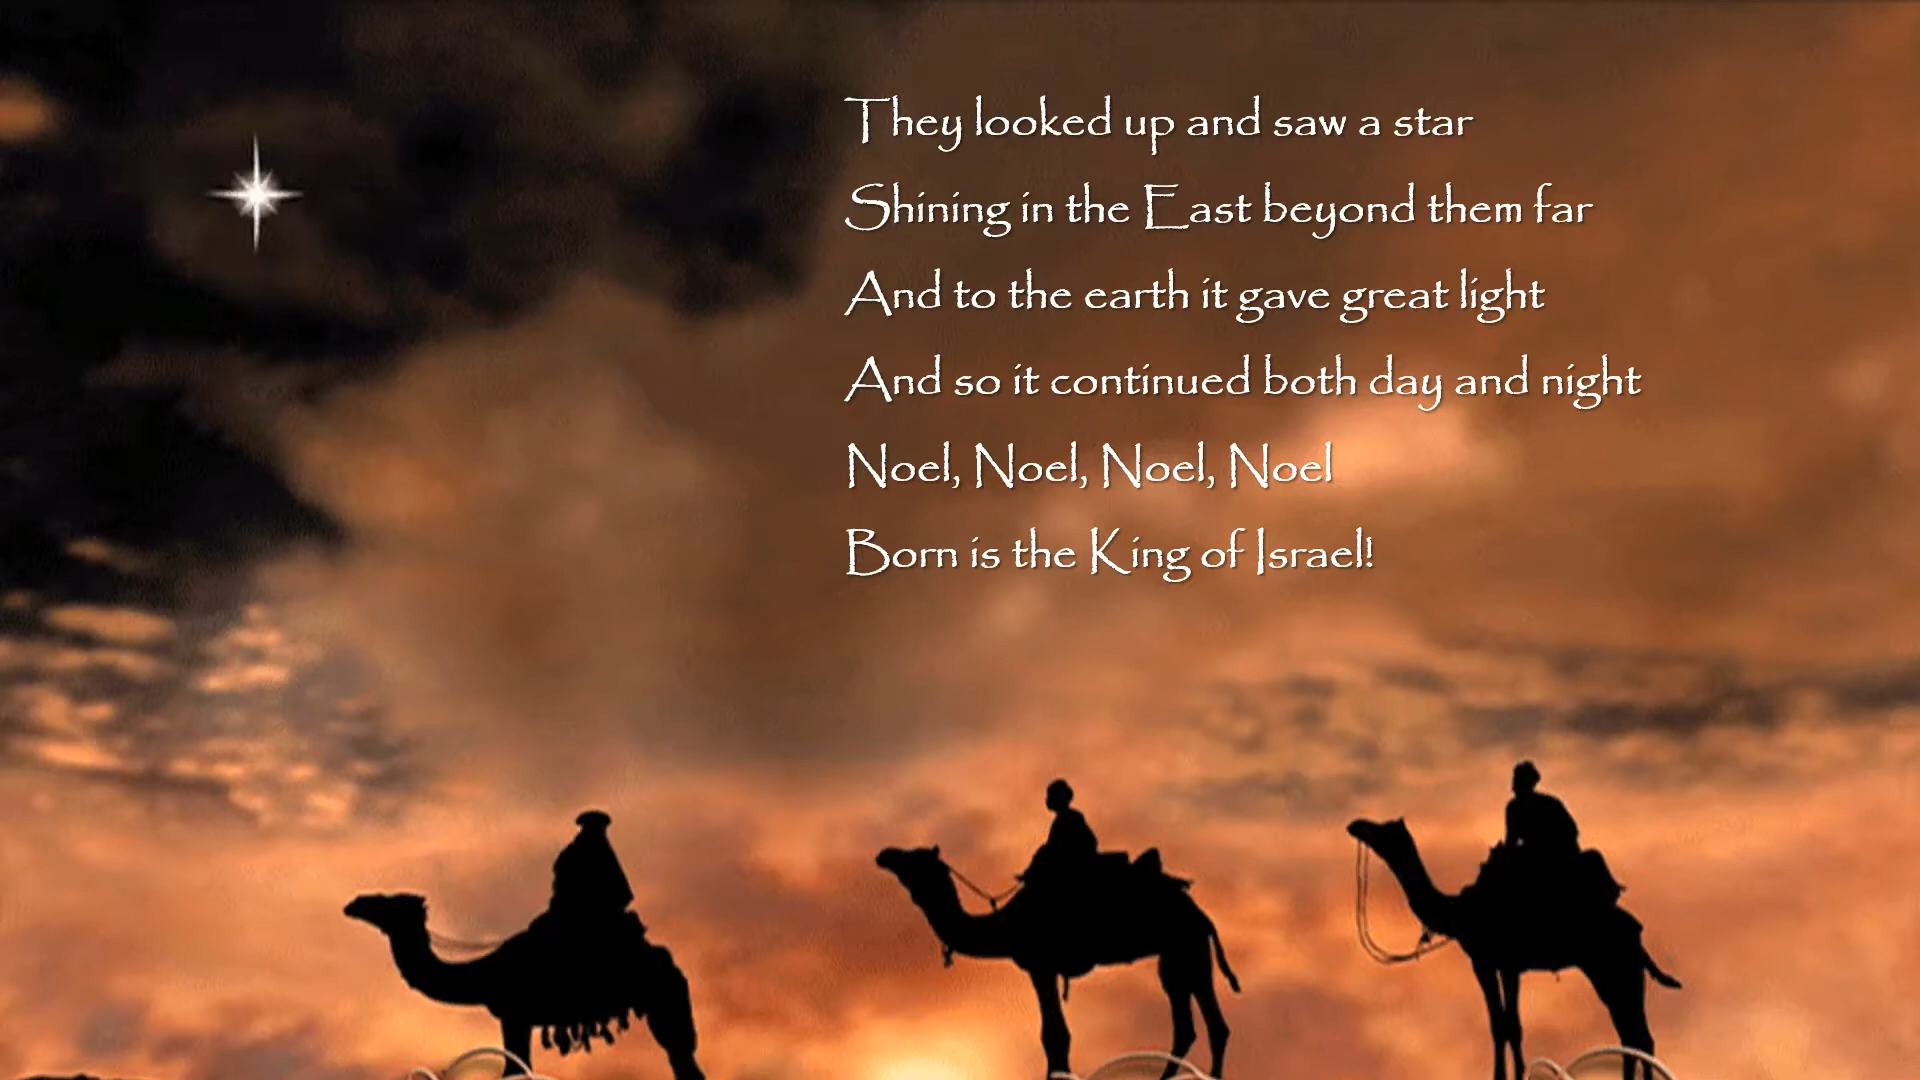 They looked up and saw a star
Shining in the East beyond them far
And to the earth it gave great light
And so it continued both day and night
Noel, Noel, Noel, Noel
Born is the King of Israel!